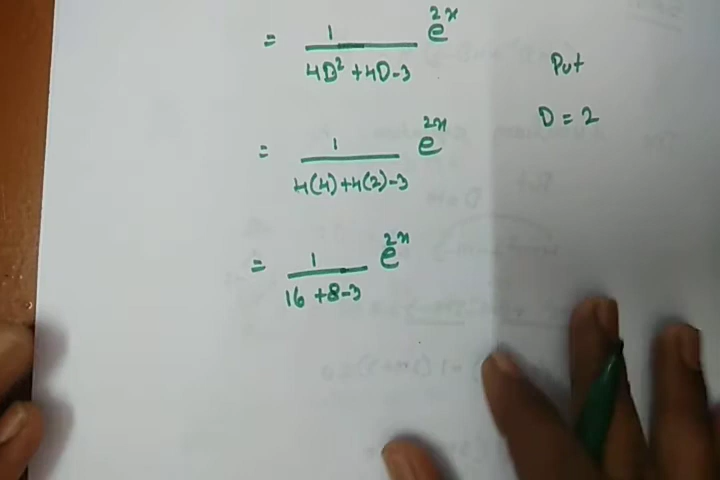 = 1/(4D² + 4D-3) e^2x
Put
D = 2
= 1/(4(4)+4(2)-3) e^2x
= 1/(16 +8-3) e^2x